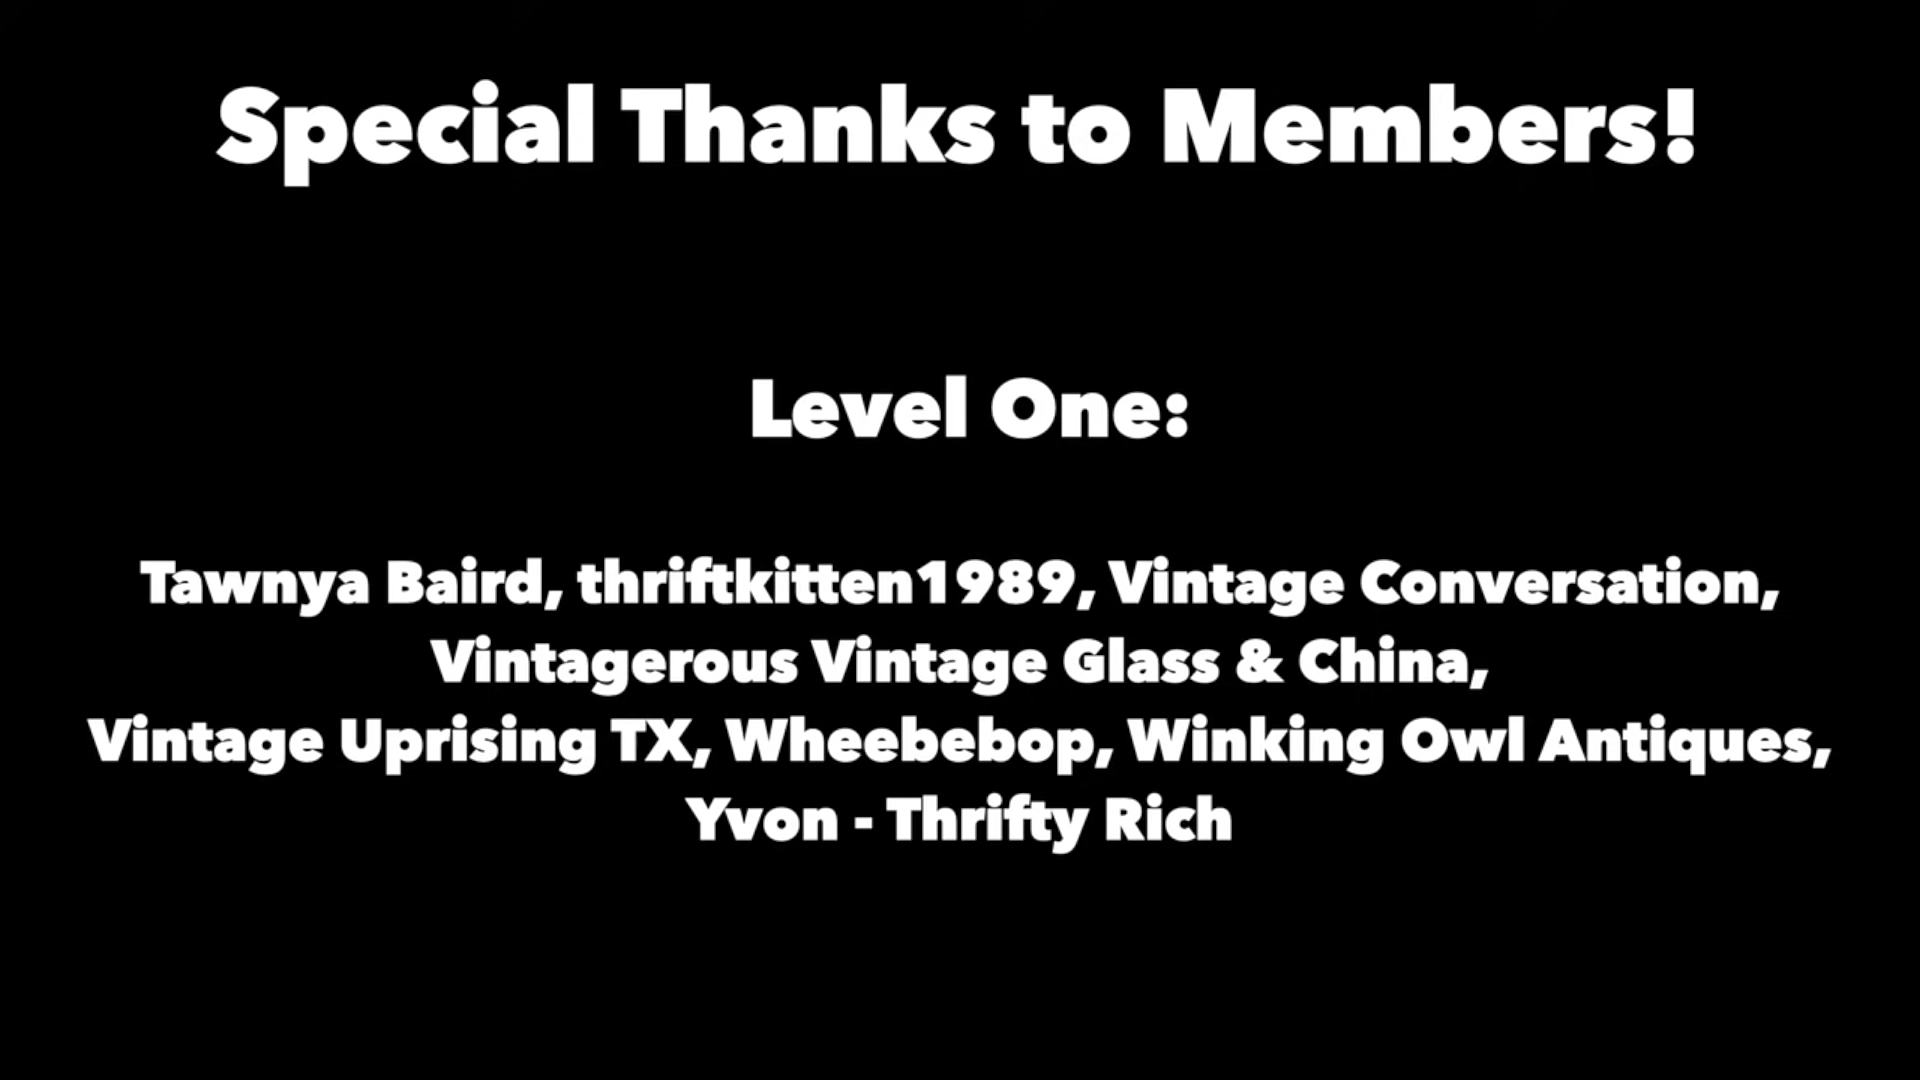 Special Thanks to Members!
Level One:
Tawnya Baird, thriftkitten1989, Vintage Conversation,
Vintagerous Vintage Glass & China,
Vintage Uprising TX, Wheebebop, Winking Owl Antiques,
Yvon - Thrifty Rich